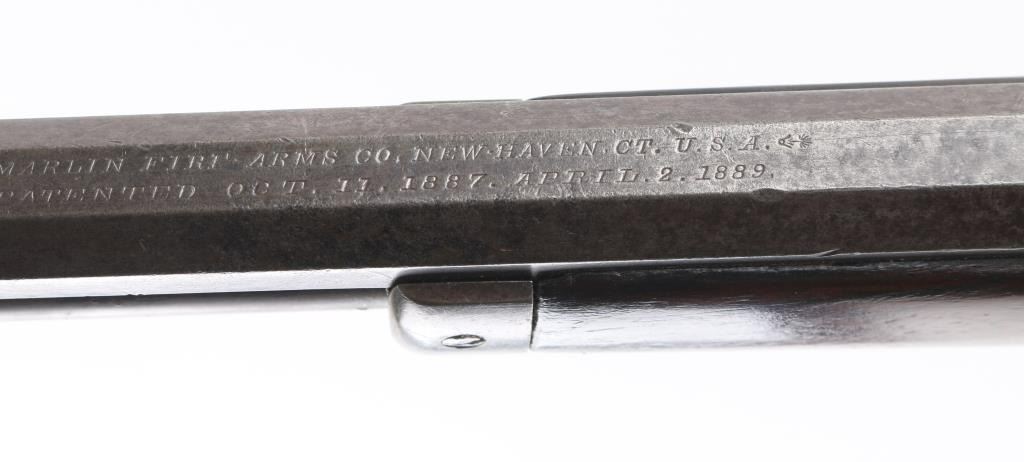 MARLIN FIRE-ARMS CO. NEW-HAVEN. CT. U.S.A.
PATENTED OCT. 11. 1887. APRIL. 2. 1889.